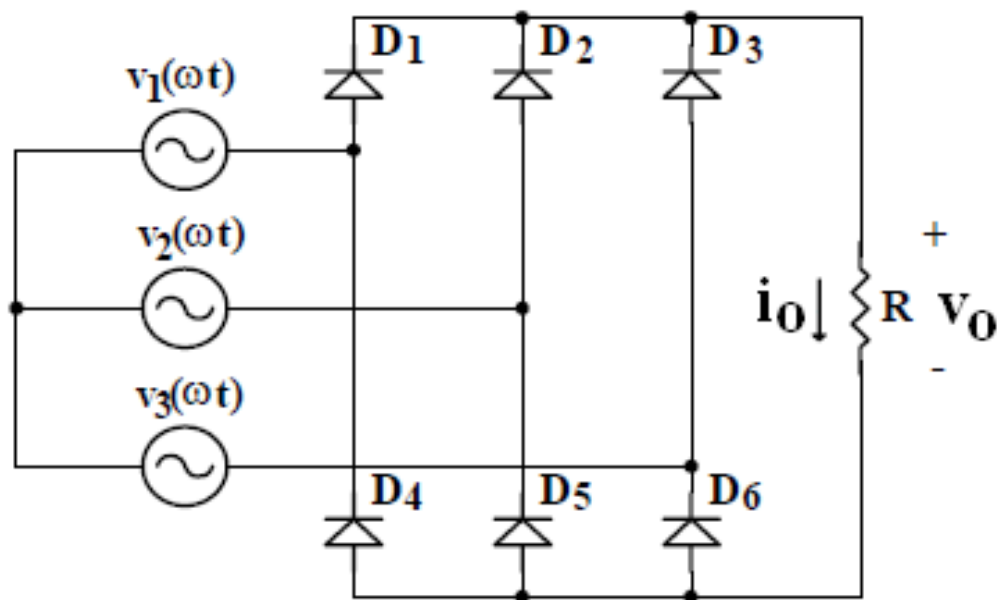 D1 D2 D3
v1(ωt)
v2(ωt)
+
iO R vO
-
v3(ωt)
D4 D5 D6